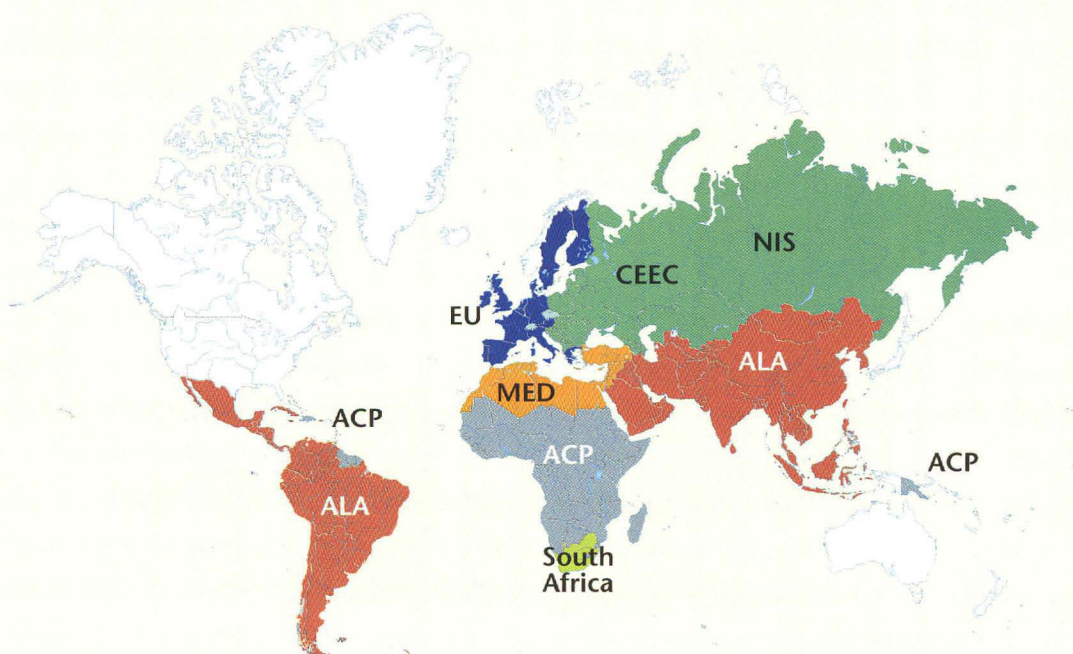 NIS
CEEC
EU
ALA
MED
ACP
ACP
ACP
ALA
South
Africa